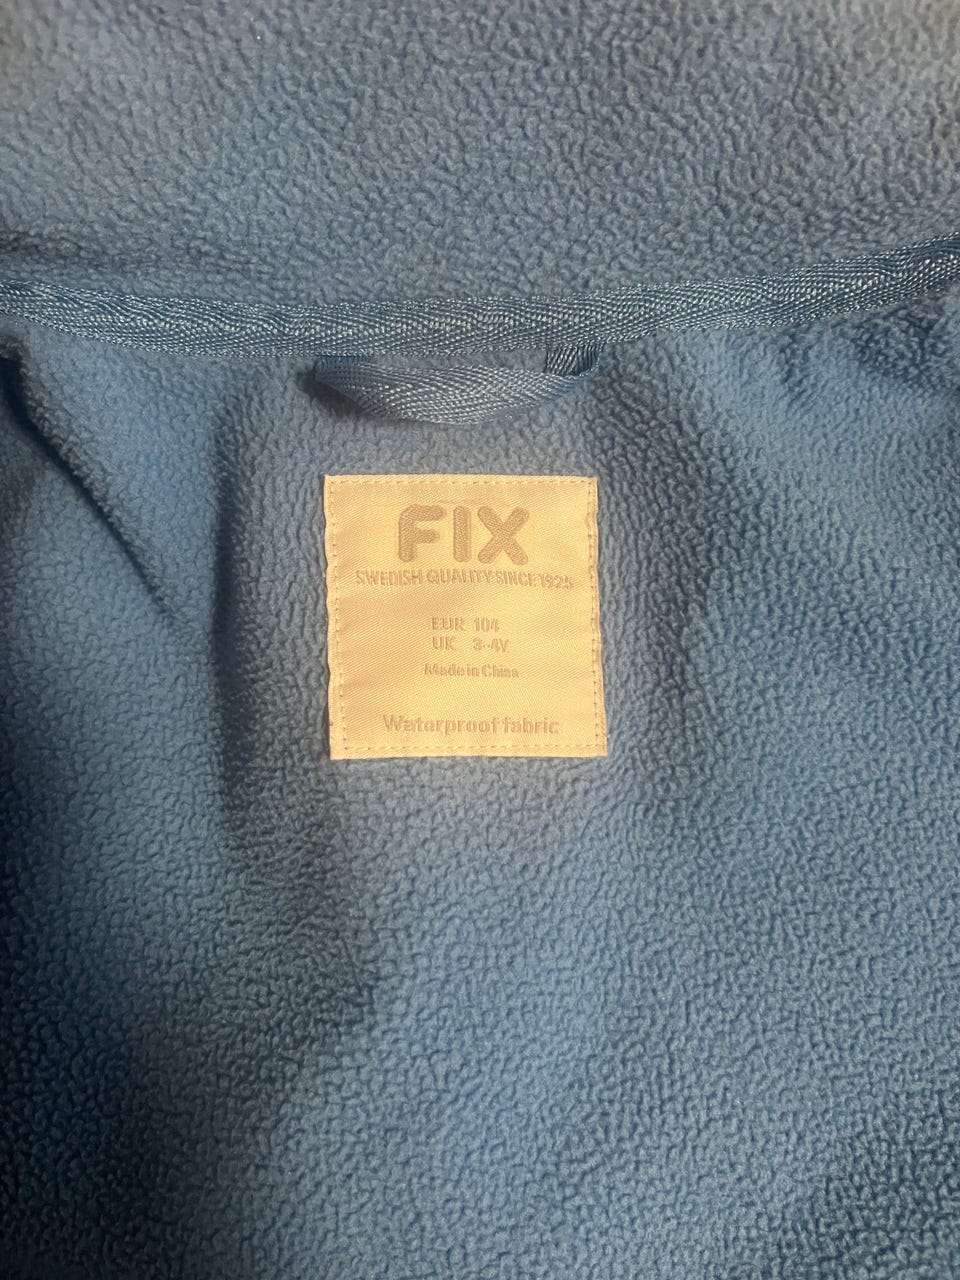 FIX
SWEDISH QUALITY SINCE 1925
EUR 104
UK 3-4Y
Made in China
Waterproof fabric